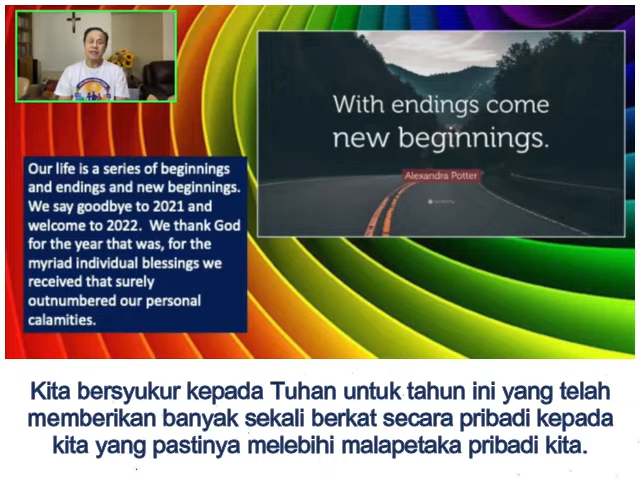 With endings come
new beginnings.
Alexandra Potter
Our life is a series of beginnings
and endings and new beginnings.
We say goodbye to 2021 and
welcome to 2022. We thank God
for the year that was, for the
myriad individual blessings we
received that surely
outnumbered our personal
calamities.
Kita bersyukur kepada Tuhan untuk tahun ini yang telah
memberikan banyak sekali berkat secara pribadi kepada
kita yang pastinya melebihi malapetaka pribadi kita.